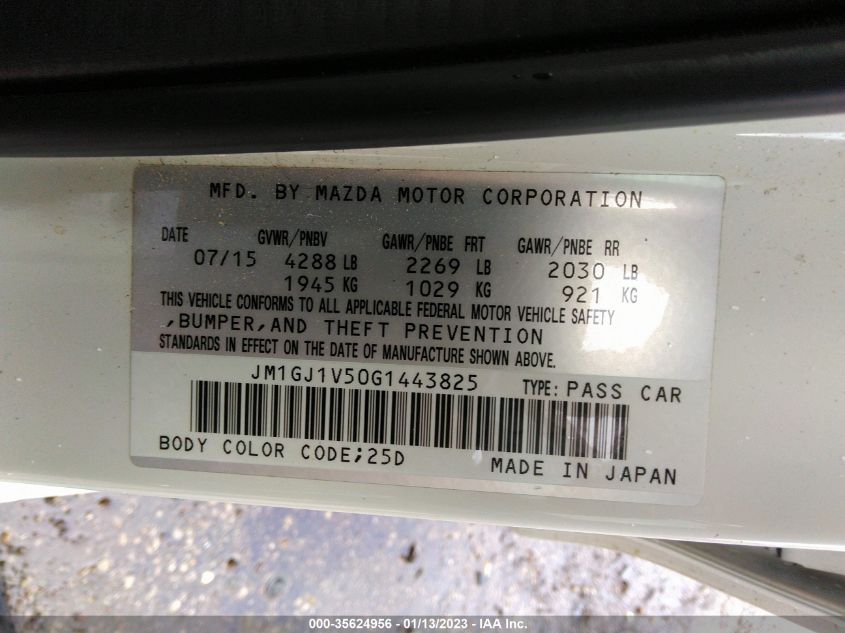 MFD. BY MAZDA MOTOR CORPORATION
DATE GVWR/PNBV GAWR/PNBE FRT GAWR/PNBE RR
07/15 4288 LB 2269 LB 2030 LB
1945 KG 1029 KG 921 KG
THIS VEHICLE CONFORMS TO ALL APPLICABLE FEDERAL MOTOR VEHICLE SAFETY
,BUMPER,AND THEFT PREVENTION
STANDARDS IN EFFECT ON THE DATE OF MANUFACTURE SHOWN ABOVE.
JM1GJ1V50G1443825 TYPE: PASS CAR
BODY COLOR CODE;25D MADE IN JAPAN
000-35624956 - 01/13/2023 - IAA Inc.